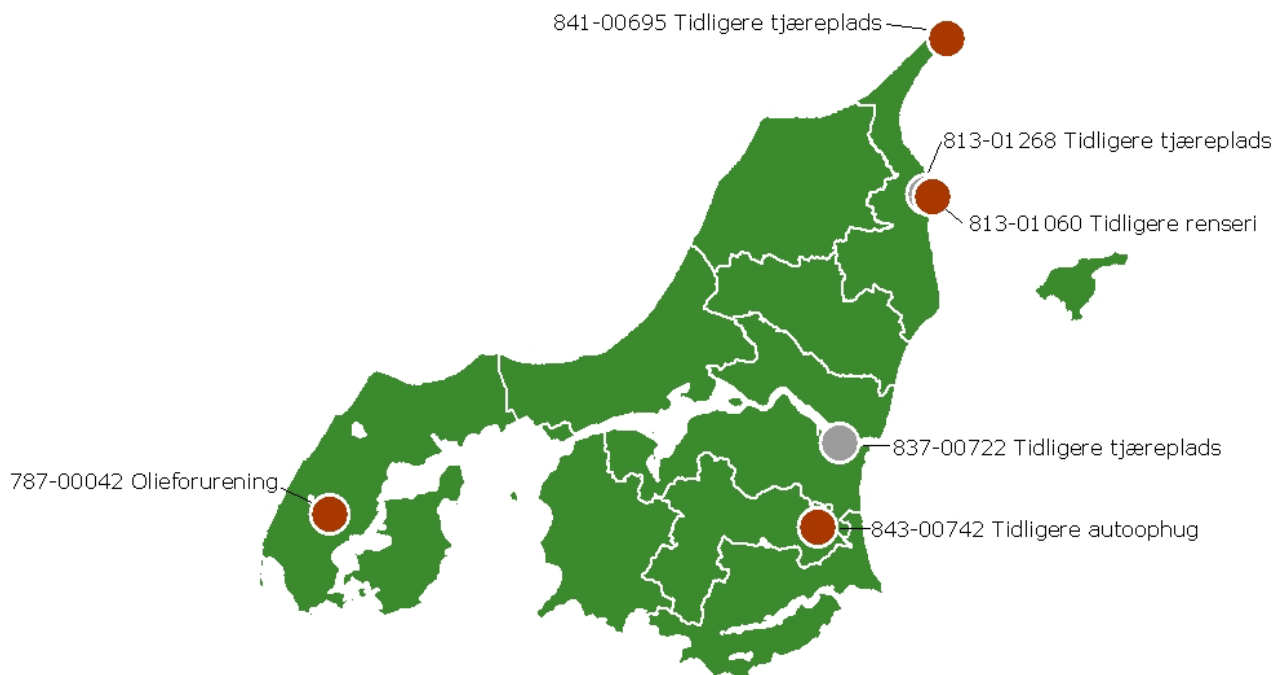 841-00695 Tidligere tjæreplads
813-01268 Tidligere tjæreplads
813-01060 Tidligere renseri
837-00722 Tidligere tjæreplads
787-00042 Olieforurening
843-00742 Tidligere autoophug